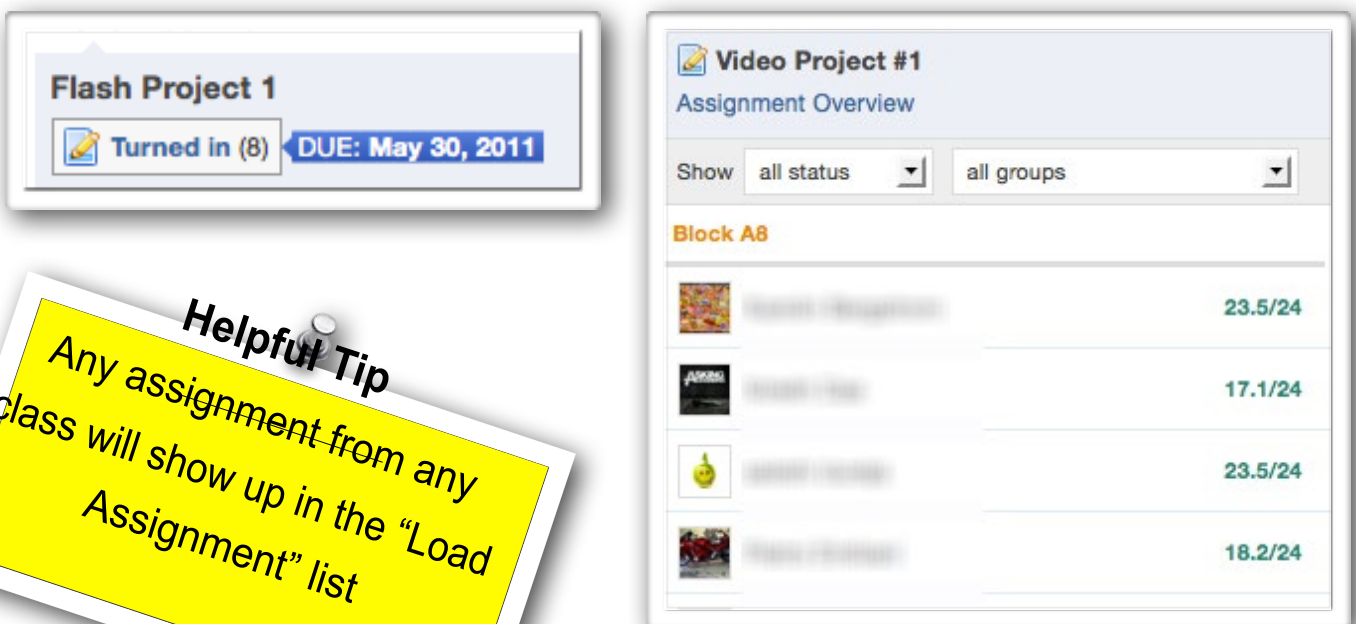 Flash Project 1
Turned in (8) DUE: May 30, 2011
Helpful Tip
Any assignment from any
class will show up in the “Load
Assignment” list
Video Project #1
Assignment Overview
Show all status all groups
Block A8
23.5/24
ASKING
17.1/24
23.5/24
18.2/24